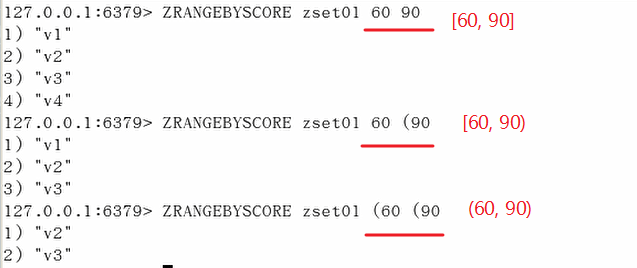 127.0.0.1:6379> ZRANGEBYSCORE zset01 60 90 [60, 90]
1) "v1"
2) "v2"
3) "v3"
4) "v4"
127.0.0.1:6379> ZRANGEBYSCORE zset01 60 (90 [60, 90)
1) "v1"
2) "v2"
3) "v3"
127.0.0.1:6379> ZRANGEBYSCORE zset01 (60 (90 (60, 90)
1) "v2"
2) "v3"